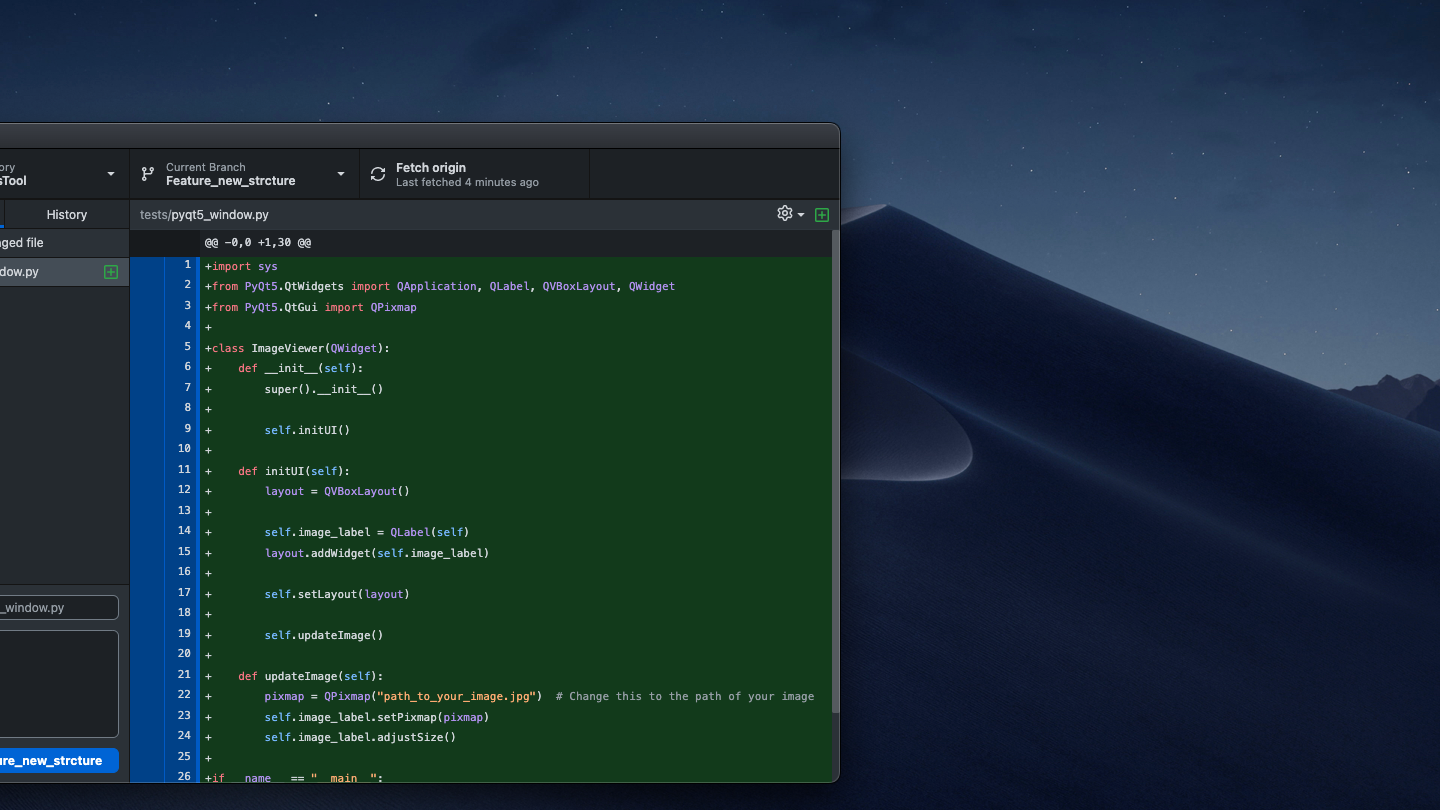 ory
sTool
Current Branch
Feature_new_strcture
Fetch origin
Last fetched 4 minutes ago
History
tests/pyqt5_window.py
ged file
dow.py
@@ -0,0 +1,30 @@
1 +import sys
2 +from PyQt5.QtWidgets import QApplication, QLabel, QVBoxLayout, QWidget
3 +from PyQt5.QtGui import QPixmap
4 +
5 +class ImageViewer(QWidget):
6 +    def __init__(self):
7 +        super().__init__()
8 +
9 +        self.initUI()
10 +
11 +    def initUI(self):
12 +        layout = QVBoxLayout()
13 +
14 +        self.image_label = QLabel(self)
15 +        layout.addWidget(self.image_label)
16 +
17 +        self.setLayout(layout)
18 +
19 +        self.updateImage()
20 +
21 +    def updateImage(self):
22 +        pixmap = QPixmap("path_to_your_image.jpg")  # Change this to the path of your image
23 +        self.image_label.setPixmap(pixmap)
24 +        self.image_label.adjustSize()
25 +
26 +if __name__ == "__main__":
_window.py
ure_new_strcture